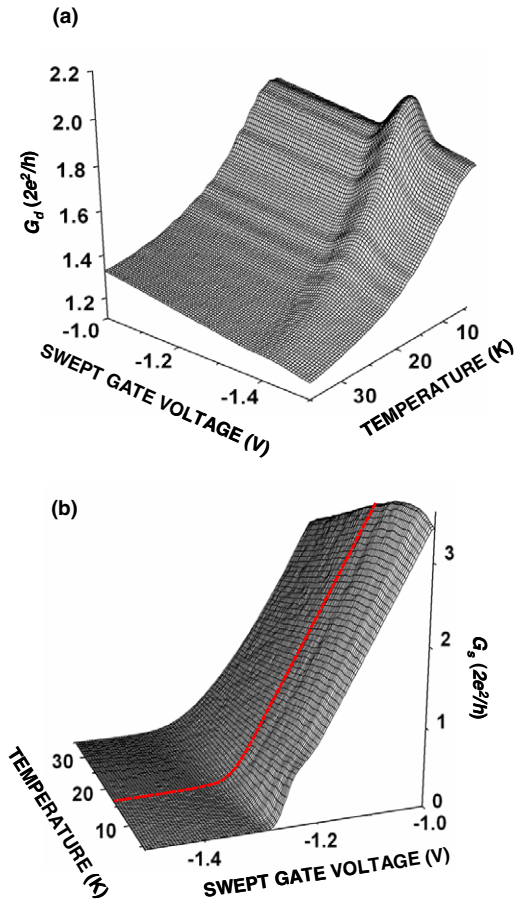 (a)
2.2
2.0
1.8
1.6
1.4
1.2
G_d (2e²/h)
-1.0
-1.2
-1.4
SWEPT GATE VOLTAGE (V)
10
20
30
TEMPERATURE (K)
(b)
3
2
1
0
G_s (2e²/h)
30
20
10
TEMPERATURE (K)
-1.4
-1.2
-1.0
SWEPT GATE VOLTAGE (V)